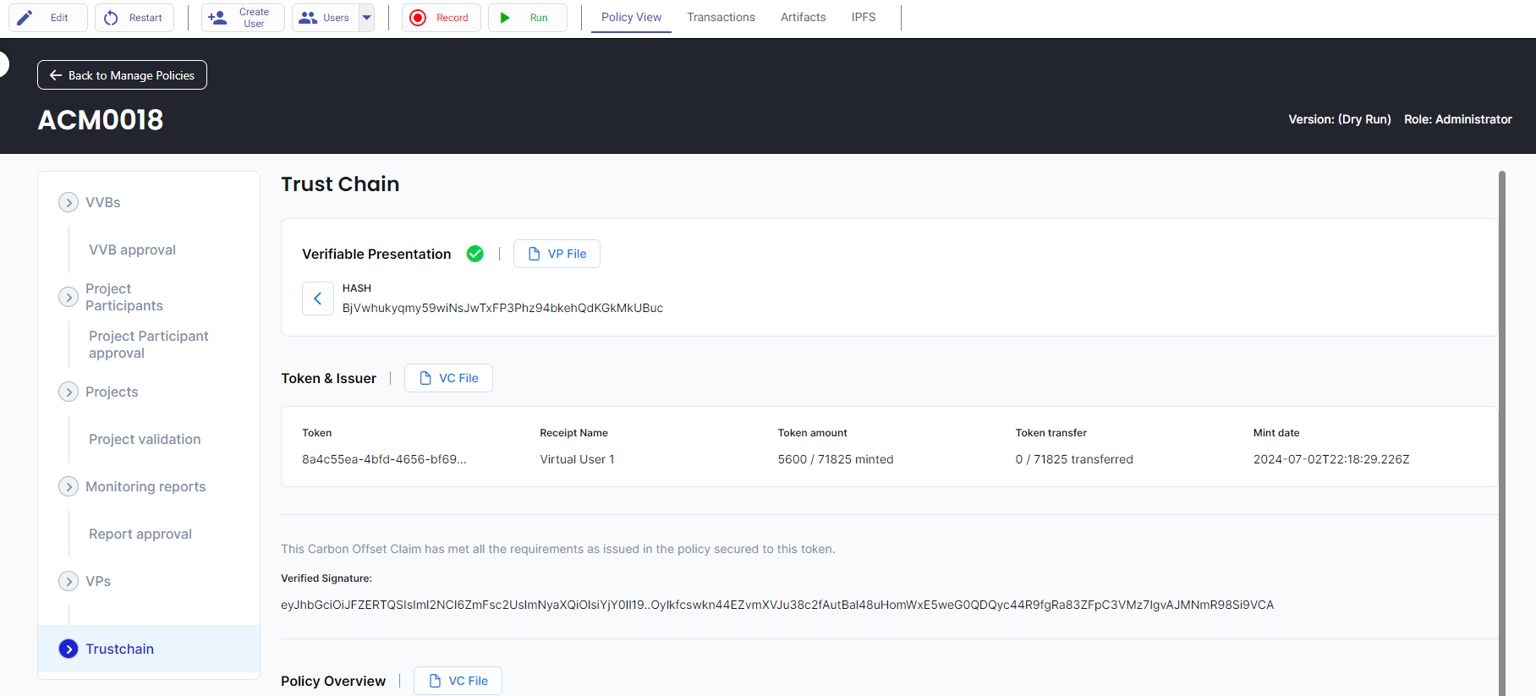 Edit
Restart
Create
User
Users
Record
Run
Policy View
Transactions
Artifacts
IPFS
Back to Manage Policies
ACM0018
Version: (Dry Run) Role: Administrator
VVBs
VVB approval
Project
Participants
Project Participant
approval
Projects
Project validation
Monitoring reports
Report approval
VPs
Trustchain
Trust Chain
Verifiable Presentation
VP File
HASH
BjVwhukyqmy59wiNsJwTxFP3Phz94bkehQdKGkMkUBuc
Token & Issuer
VC File
Token Receipt Name Token amount Token transfer Mint date
8a4c55ea-4bfd-4656-bf69... Virtual User 1 5600 / 71825 minted 0 / 71825 transferred 2024-07-02T22:18:29.226Z
This Carbon Offset Claim has met all the requirements as issued in the policy secured to this token.
Verified Signature:
eyJhbGciOiJFZERTQSIsImI2NCI6ZmFsc2UsImNyaXQiOlsiYjY0Il19..OyIkfcswkn44EZvmXVJu38c2fAutBaI48uHomWxE5weG0QDQyc44R9fgRa83ZFpC3VMz7IgvAJMNmR98Si9VCA
Policy Overview
VC File